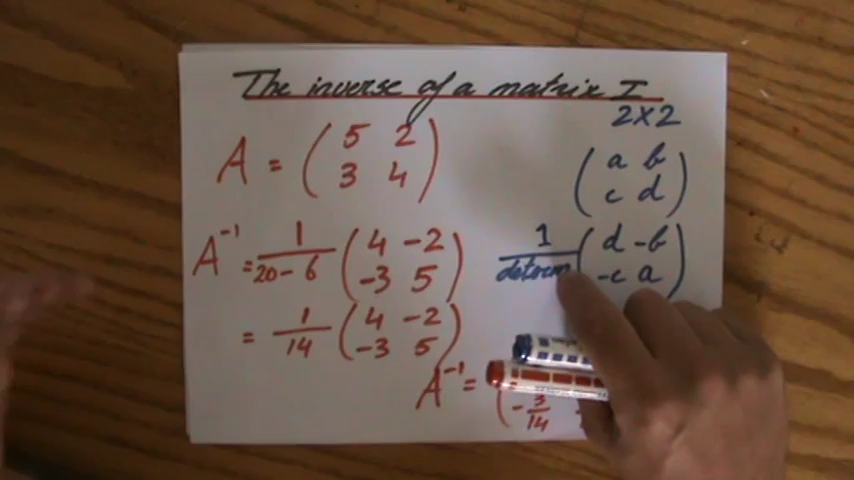 The inverse of a matrix I
2x2
A = ( 5 2
3 4 )
( a b
c d )
A⁻¹ = 1/(20-6) ( 4 -2
-3 5 )
1/determ ( d -b
-c a )
= 1/14 ( 4 -2
-3 5 )
A⁻¹ =
( -3/14